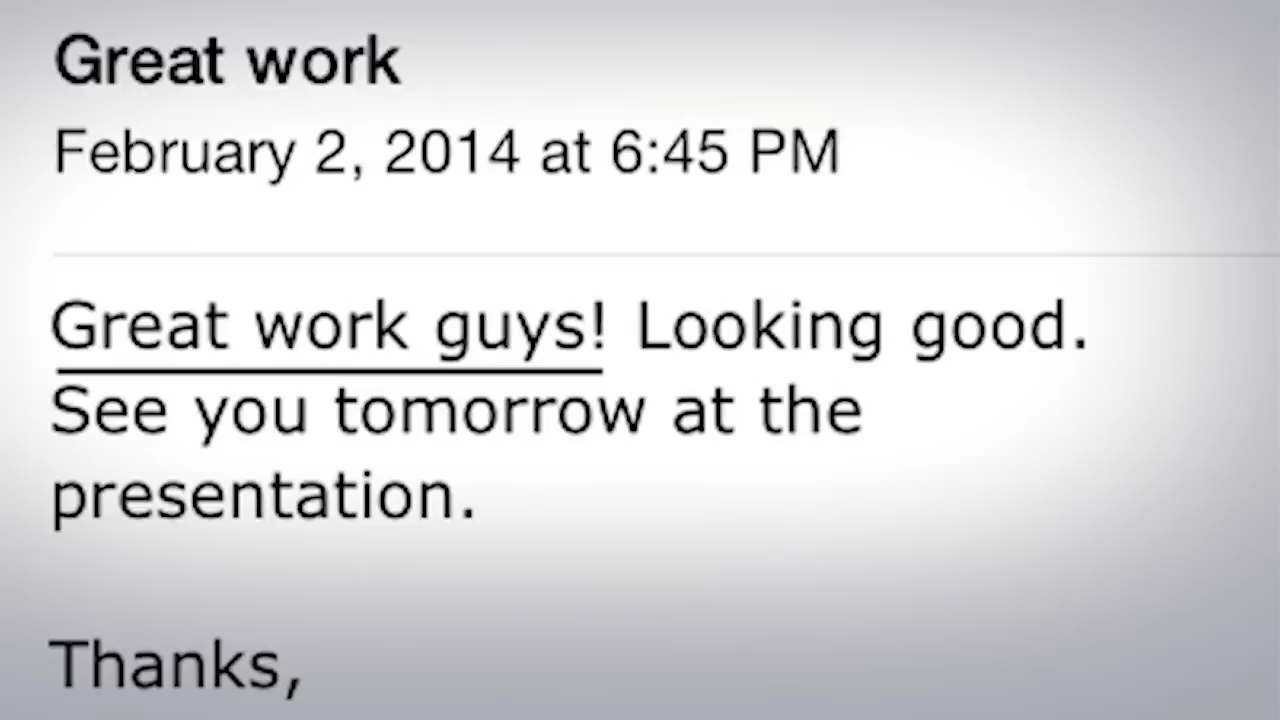 Great work
February 2, 2014 at 6:45 PM
Great work guys! Looking good.
See you tomorrow at the
presentation.
Thanks,